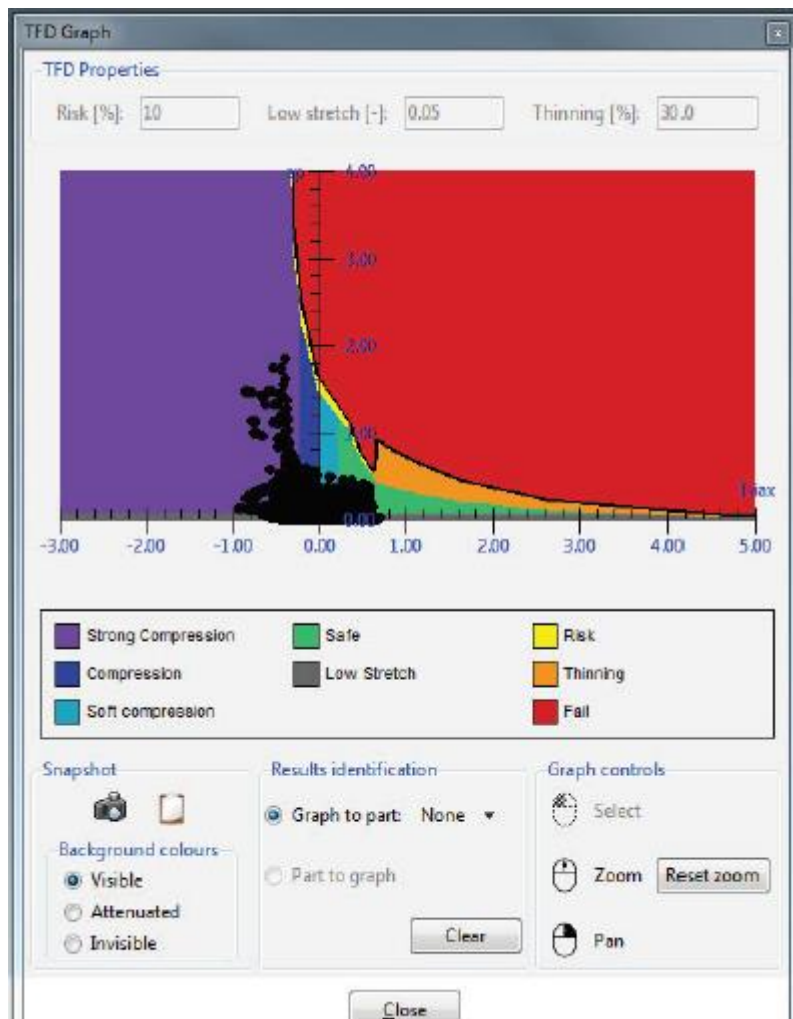 TFD Graph
TFD Properties
Risk [%]: 10 Low stretch [-]: 0.05 Thinning [%]: 30.0
4.00
3.00
2.00
1.00
0.00
-3.00 -2.00 -1.00 0.00 1.00 2.00 3.00 4.00 5.00
Strong Compression Safe Risk
Compression Low Stretch Thinning
Soft compression Fail
Snapshot Results identification Graph controls
Graph to part: None Select
Background colours
Visible Part to graph Zoom Reset zoom
Attenuated
Invisible Clear Pan
Close